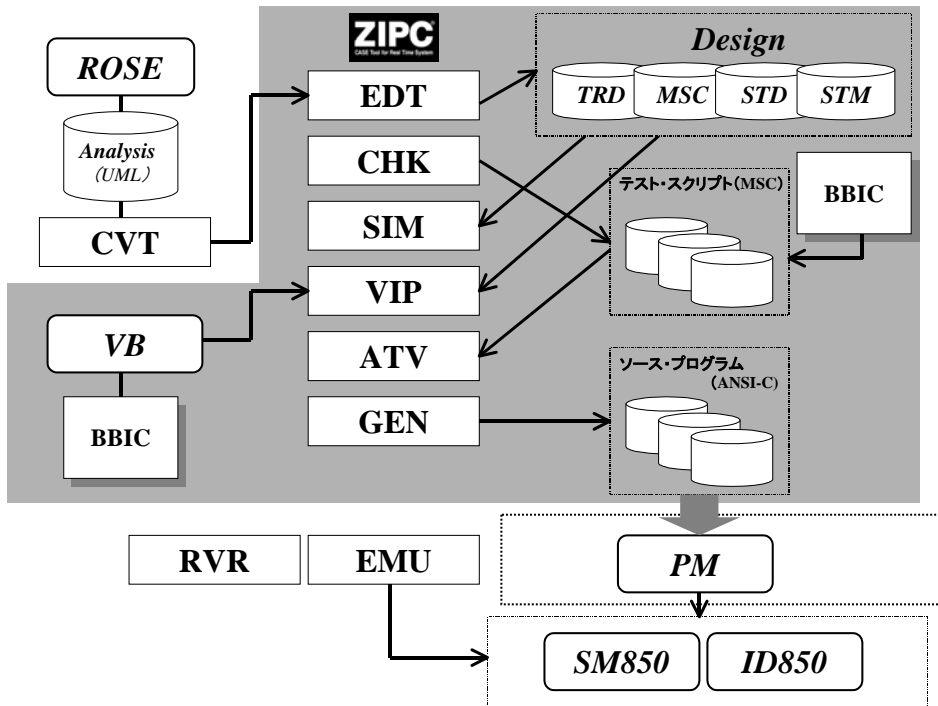 ZIPC
CASE Tool for Real Time System
ROSE
Analysis
（UML）
CVT
VB
BBIC
EDT
CHK
SIM
VIP
ATV
GEN
Design
TRD
MSC
STD
STM
テスト・スクリプト（MSC）
BBIC
ソース・プログラム
(ANSI-C)
RVR
EMU
PM
SM850
ID850